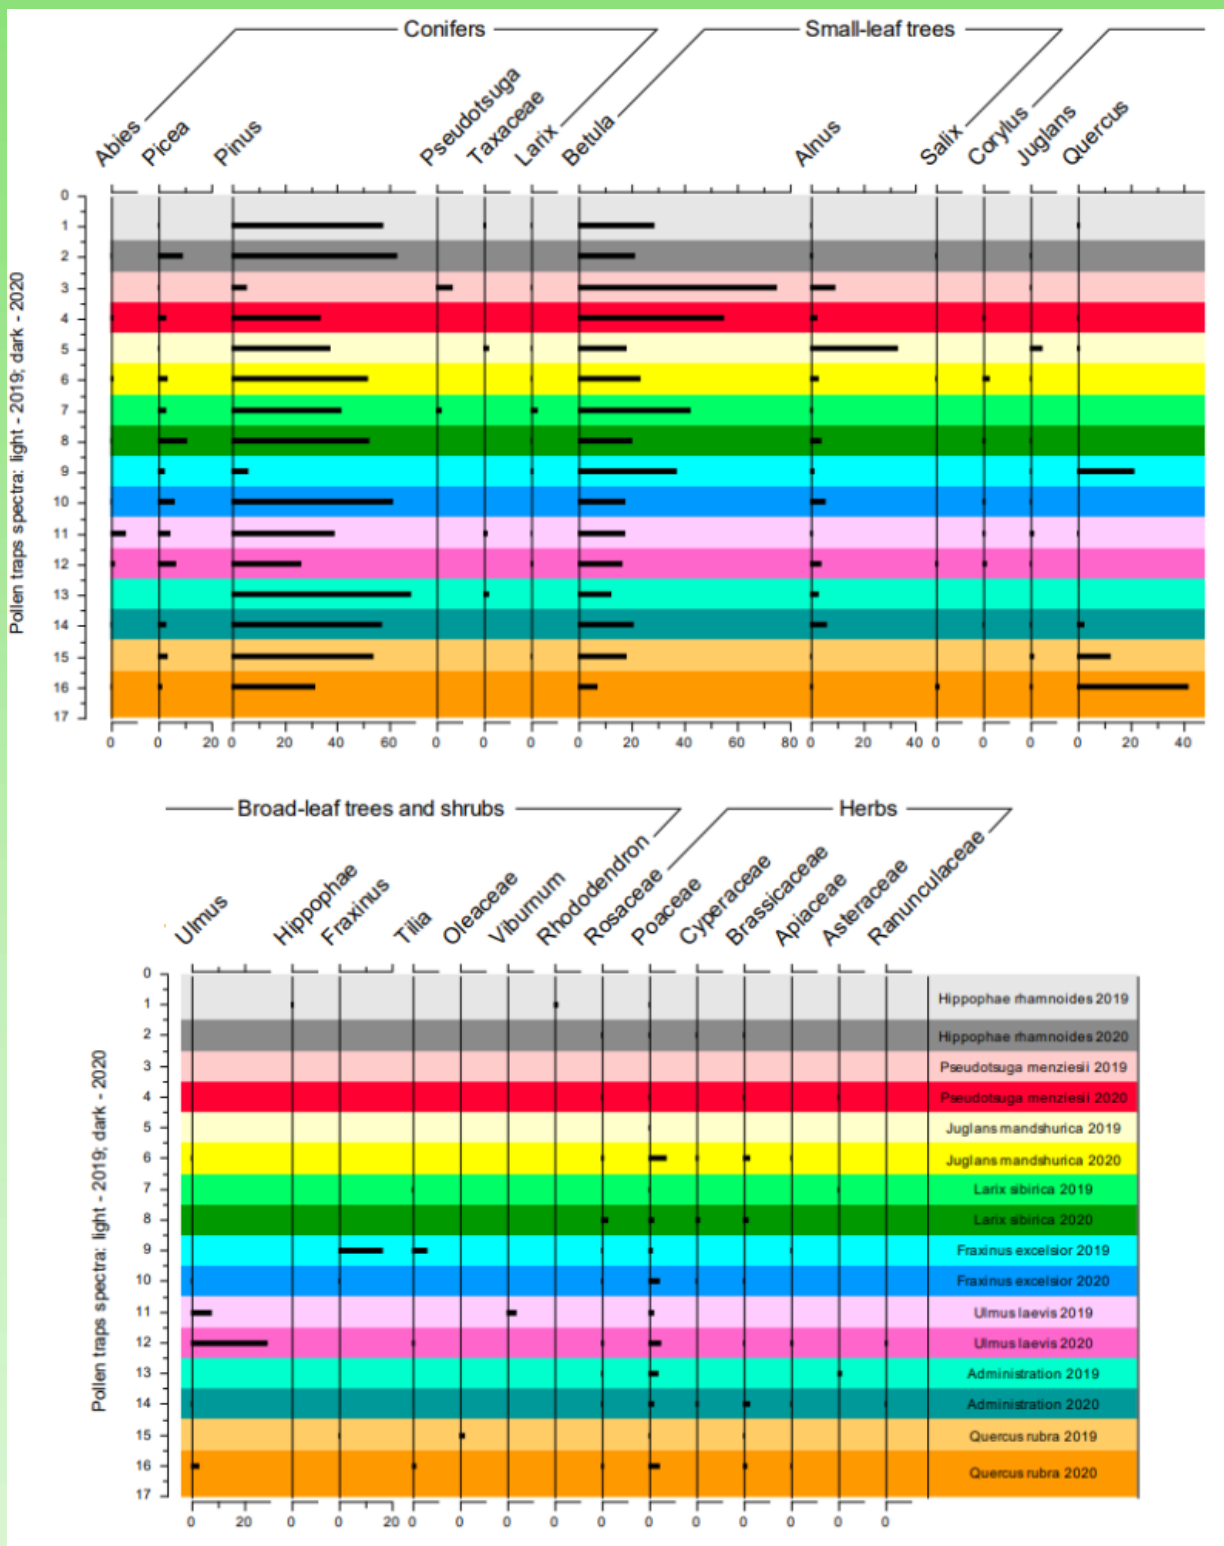 Conifers
Small-leaf trees
Abies
Picea
Pinus
Pseudotsuga
Taxaceae
Larix
Betula
Alnus
Salix
Corylus
Juglans
Quercus
Pollen traps spectra: light - 2019; dark - 2020
0
1
2
3
4
5
6
7
8
9
10
11
12
13
14
15
16
17
0 0 20 0 20 40 60 0 0 0 0 20 40 60 80 0 20 40 0 0 0 0 20 40
Broad-leaf trees and shrubs
Herbs
Ulmus
Hippophae
Fraxinus
Tilia
Oleaceae
Viburnum
Rhododendron
Rosaceae
Poaceae
Cyperaceae
Brassicaceae
Apiaceae
Asteraceae
Ranunculaceae
Pollen traps spectra: light - 2019; dark - 2020
0
1 Hippophae rhamnoides 2019
2 Hippophae rhamnoides 2020
3 Pseudotsuga menziesii 2019
4 Pseudotsuga menziesii 2020
5 Juglans mandshurica 2019
6 Juglans mandshurica 2020
7 Larix sibirica 2019
8 Larix sibirica 2020
9 Fraxinus excelsior 2019
10 Fraxinus excelsior 2020
11 Ulmus laevis 2019
12 Ulmus laevis 2020
13 Administration 2019
14 Administration 2020
15 Quercus rubra 2019
16 Quercus rubra 2020
17
0 20 0 0 20 0 0 0 0 0 0 0 0 0 0 0